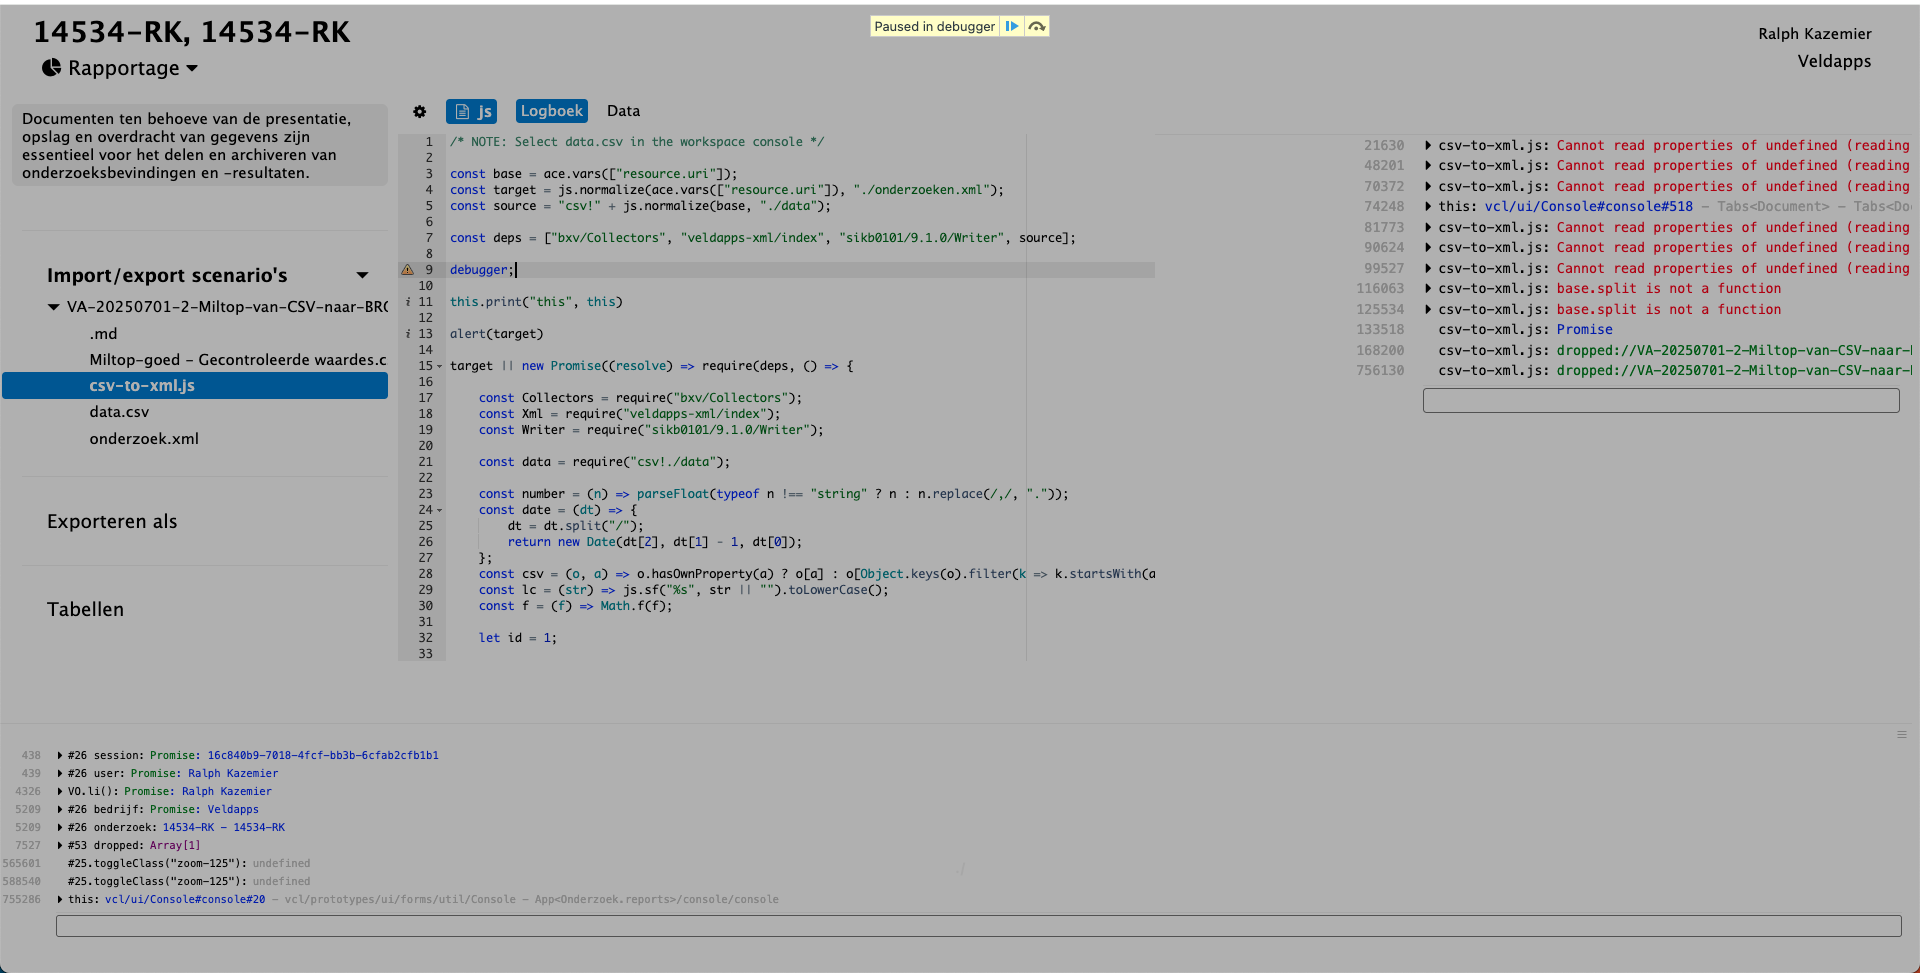 14534-RK, 14534-RK
Rapportage
Paused in debugger
Ralph Kazemier
Veldapps
Documenten ten behoeve van de presentatie,
opslag en overdracht van gegevens zijn
essentieel voor het delen en archiveren van
onderzoeksbevindingen en -resultaten.
Import/export scenario's
VA-20250701-2-Miltop-van-CSV-naar-BRO
.md
Miltop-goed - Gecontroleerde waardes.c
csv-to-xml.js
data.csv
onderzoek.xml
Exporteren als
Tabellen
js Logboek Data
1 /* NOTE: Select data.csv in the workspace console */
2
3 const base = ace.vars(["resource.uri"]);
4 const target = js.normalize(ace.vars(["resource.uri"]), "./onderzoeken.xml");
5 const source = "csv!" + js.normalize(base, "./data");
6
7 const deps = ["bxv/Collectors", "veldapps-xml/index", "sikb0101/9.1.0/Writer", source];
8
9 debugger;
10
11 this.print("this", this)
12
13 alert(target)
14
15 target || new Promise((resolve) => require(deps, () => {
16
17 const Collectors = require("bxv/Collectors");
18 const Xml = require("veldapps-xml/index");
19 const Writer = require("sikb0101/9.1.0/Writer");
20
21 const data = require("csv!./data");
22
23 const number = (n) => parseFloat(typeof n !== "string" ? n : n.replace(/,/, "."));
24 const date = (dt) => {
25 dt = dt.split("/");
26 return new Date(dt[2], dt[1] - 1, dt[0]);
27 };
28 const csv = (o, a) => o.hasOwnProperty(a) ? o[a] : o[Object.keys(o).filter(k => k.startsWith(a
29 const lc = (str) => js.sf("%s", str || "").toLowerCase();
30 const f = (f) => Math.f(f);
31
32 let id = 1;
33
21630 csv-to-xml.js: Cannot read properties of undefined (reading
48201 csv-to-xml.js: Cannot read properties of undefined (reading
70372 csv-to-xml.js: Cannot read properties of undefined (reading
74248 this: vcl/ui/Console#console#518 - Tabs<Document> - Tabs<Do
81773 csv-to-xml.js: Cannot read properties of undefined (reading
90624 csv-to-xml.js: Cannot read properties of undefined (reading
99527 csv-to-xml.js: Cannot read properties of undefined (reading
116063 csv-to-xml.js: base.split is not a function
125534 csv-to-xml.js: base.split is not a function
133518 csv-to-xml.js: Promise
168200 csv-to-xml.js: dropped://VA-20250701-2-Miltop-van-CSV-naar-
756130 csv-to-xml.js: dropped://VA-20250701-2-Miltop-van-CSV-naar-
438 #26 session: Promise: 16c840b9-7018-4fcf-bb3b-6cfab2cfb1b1
439 #26 user: Promise: Ralph Kazemier
4326 VO.li(): Promise: Ralph Kazemier
5209 #26 bedrijf: Promise: Veldapps
5209 #26 onderzoek: 14534-RK - 14534-RK
7527 #53 dropped: Array[1]
565601 #25.toggleClass("zoom-125"): undefined
588540 #25.toggleClass("zoom-125"): undefined
755286 this: vcl/ui/Console#console#20 - vcl/prototypes/ui/forms/util/Console - App<Onderzoek.reports>/console/console